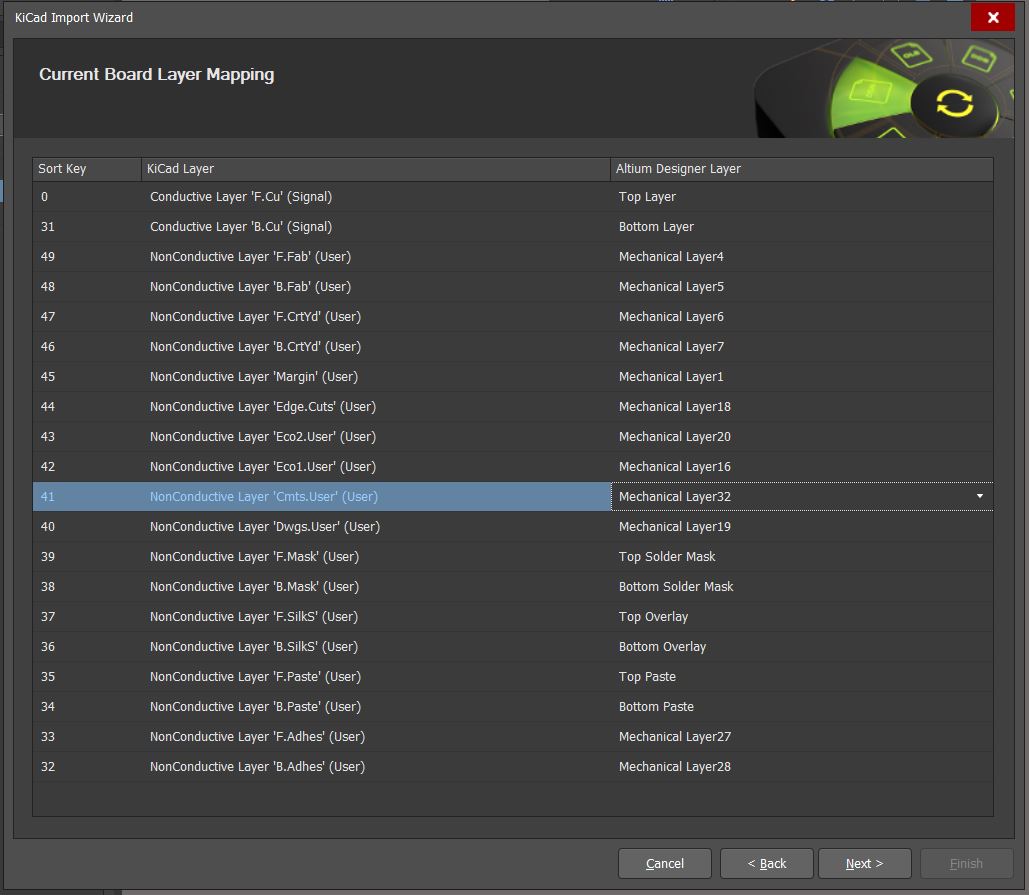 KiCad Import Wizard
Current Board Layer Mapping
Sort Key KiCad Layer Altium Designer Layer
0 Conductive Layer 'F.Cu' (Signal) Top Layer
31 Conductive Layer 'B.Cu' (Signal) Bottom Layer
49 NonConductive Layer 'F.Fab' (User) Mechanical Layer4
48 NonConductive Layer 'B.Fab' (User) Mechanical Layer5
47 NonConductive Layer 'F.CrtYd' (User) Mechanical Layer6
46 NonConductive Layer 'B.CrtYd' (User) Mechanical Layer7
45 NonConductive Layer 'Margin' (User) Mechanical Layer1
44 NonConductive Layer 'Edge.Cuts' (User) Mechanical Layer18
43 NonConductive Layer 'Eco2.User' (User) Mechanical Layer20
42 NonConductive Layer 'Eco1.User' (User) Mechanical Layer16
41 NonConductive Layer 'Cmts.User' (User) Mechanical Layer32
40 NonConductive Layer 'Dwgs.User' (User) Mechanical Layer19
39 NonConductive Layer 'F.Mask' (User) Top Solder Mask
38 NonConductive Layer 'B.Mask' (User) Bottom Solder Mask
37 NonConductive Layer 'F.SilkS' (User) Top Overlay
36 NonConductive Layer 'B.SilkS' (User) Bottom Overlay
35 NonConductive Layer 'F.Paste' (User) Top Paste
34 NonConductive Layer 'B.Paste' (User) Bottom Paste
33 NonConductive Layer 'F.Adhes' (User) Mechanical Layer27
32 NonConductive Layer 'B.Adhes' (User) Mechanical Layer28
Cancel < Back Next > Finish